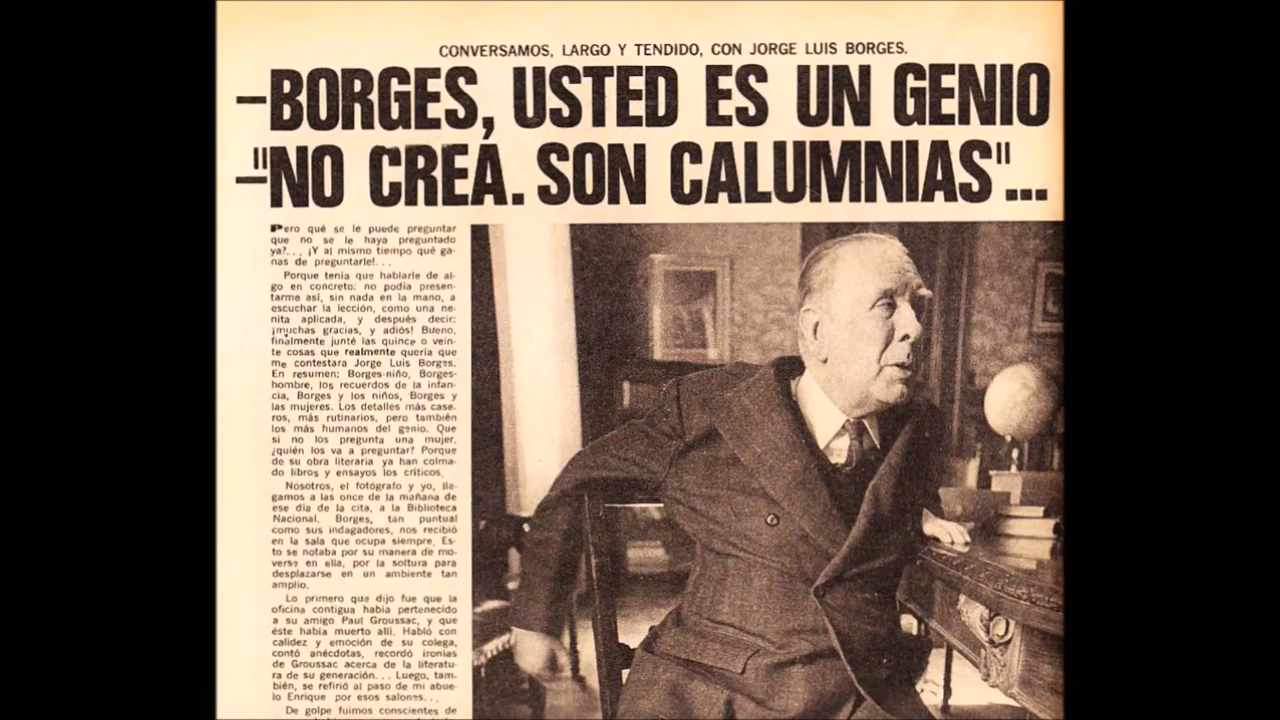 CONVERSAMOS, LARGO Y TENDIDO, CON JORGE LUIS BORGES.
—BORGES, USTED ES UN GENIO
—"NO CREA. SON CALUMNIAS"...
Pero qué se le puede preguntar
que no se le haya preguntado
ya?... ¡Y al mismo tiempo qué ga-
nas de preguntarle!...
Porque tenía que hablarle de al-
go en concreto: no podía presen-
tarme así, sin nada en la mano, a
escuchar la lección, como una ne-
nita aplicada, y después decir:
¡muchas gracias, y adiós! Bueno,
finalmente junté las quince o vein-
te cosas que realmente quería que
me contestara Jorge Luis Borges.
En resumen: Borges-niño, Borges-
hombre, los recuerdos de la infan-
cia, Borges y los niños, Borges y
las mujeres. Los detalles más case-
ros, más rutinarios, pero también
los más humanos del genio. Que
si no los pregunta una mujer,
¿quién los va a preguntar? Porque
de su obra literaria ya han colma-
do libros y ensayos los críticos.
Nosotros, el fotógrafo y yo, lle-
gamos a las once de la mañana de
ese día de la cita, a la Biblioteca
Nacional. Borges, tan puntual
como sus indagadores, nos recibió
en la sala que ocupa siempre. Es-
to se notaba por su manera de mo-
verse en ella, por la soltura para
desplazarse en un ambiente tan
amplio.
Lo primero que dijo fue que la
oficina contigua había pertenecido
a su amigo Paul Groussac, y que
éste había muerto allí. Habló con
calidez y emoción de su colega,
contó anécdotas, recordó ironías
de Groussac acerca de la literatu-
ra de su generación... Luego, tam-
bién, se refirió al paso de mi abue-
lo Enrique por esos salones...
De golpe fuimos conscientes de